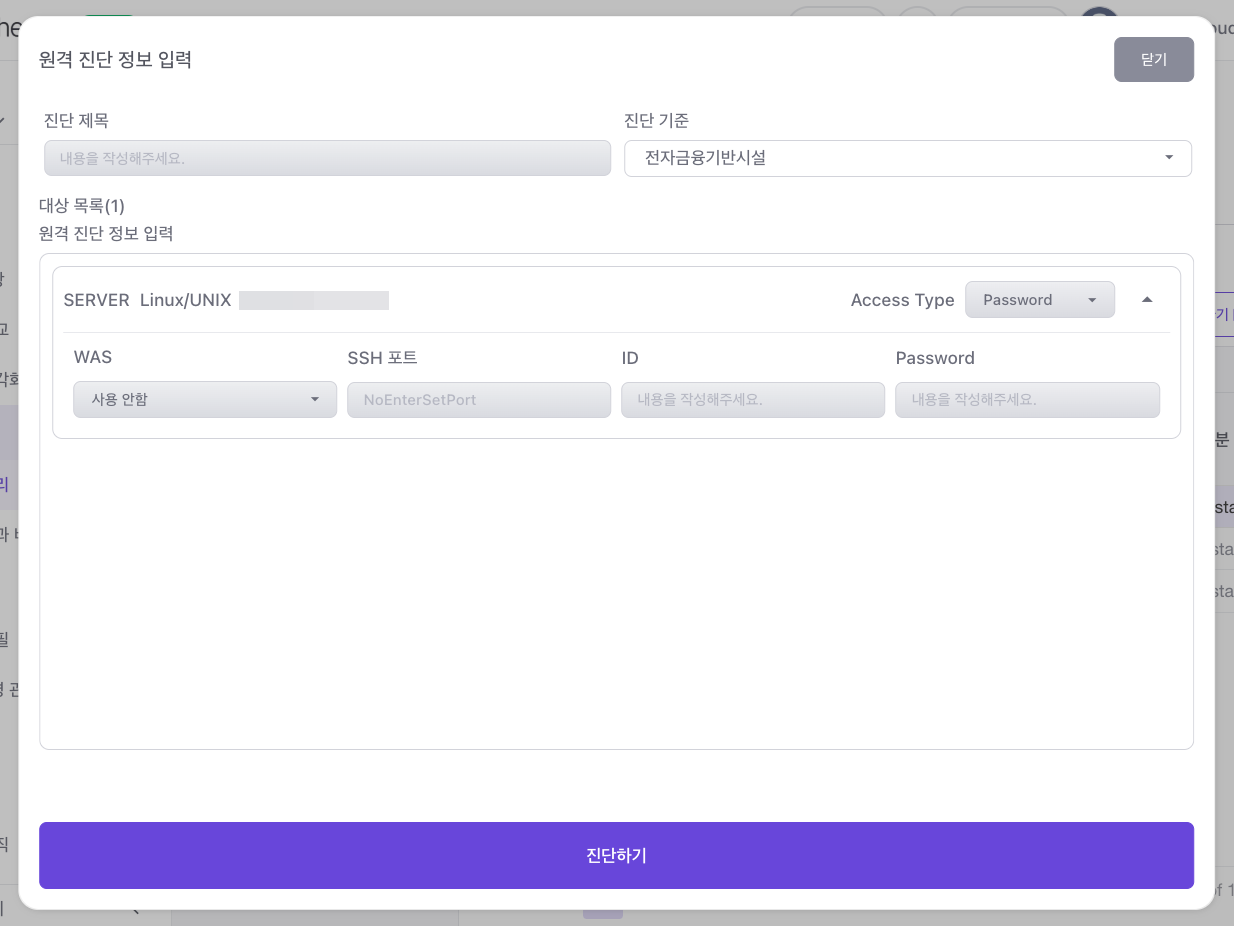 원격 진단 정보 입력
닫기
진단 제목
진단 기준
내용을 작성해주세요.
전자금융기반시설
대상 목록(1)
원격 진단 정보 입력
SERVER Linux/UNIX
Access Type
Password
WAS
SSH 포트
ID
Password
사용 안함
NoEnterSetPort
내용을 작성해주세요.
내용을 작성해주세요.
진단하기